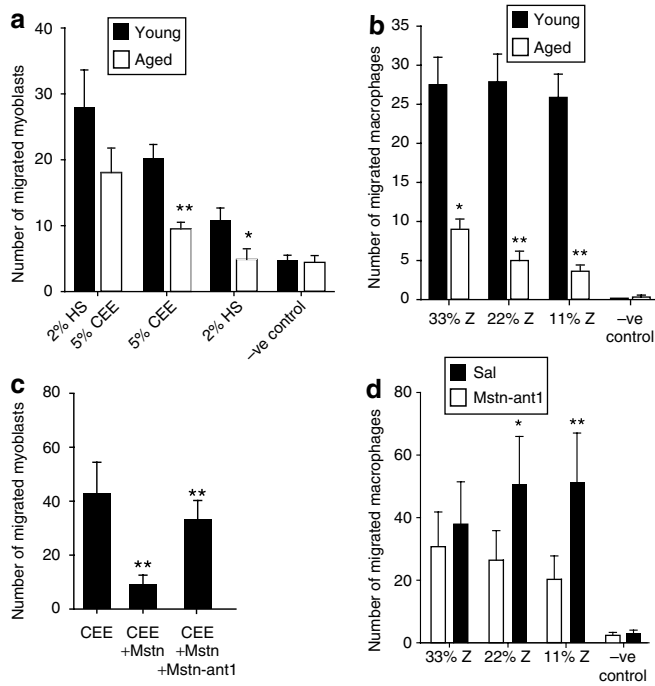 a
Young
Aged
Number of migrated myoblasts
40
30
20
10
0
**
*
2% HS
5% CEE
5% CEE
2% HS
–ve control
b
Young
Aged
Number of migrated macrophages
35
30
25
20
15
10
5
0
*
**
**
33% Z
22% Z
11% Z
–ve
control
c
Number of migrated myoblasts
80
60
40
20
0
**
**
CEE
CEE
+Mstn
CEE
+Mstn
+Mstn-ant1
d
Sal
Mstn-ant1
Number of migrated macrophages
80
60
40
20
0
*
**
33% Z
22% Z
11% Z
–ve
control